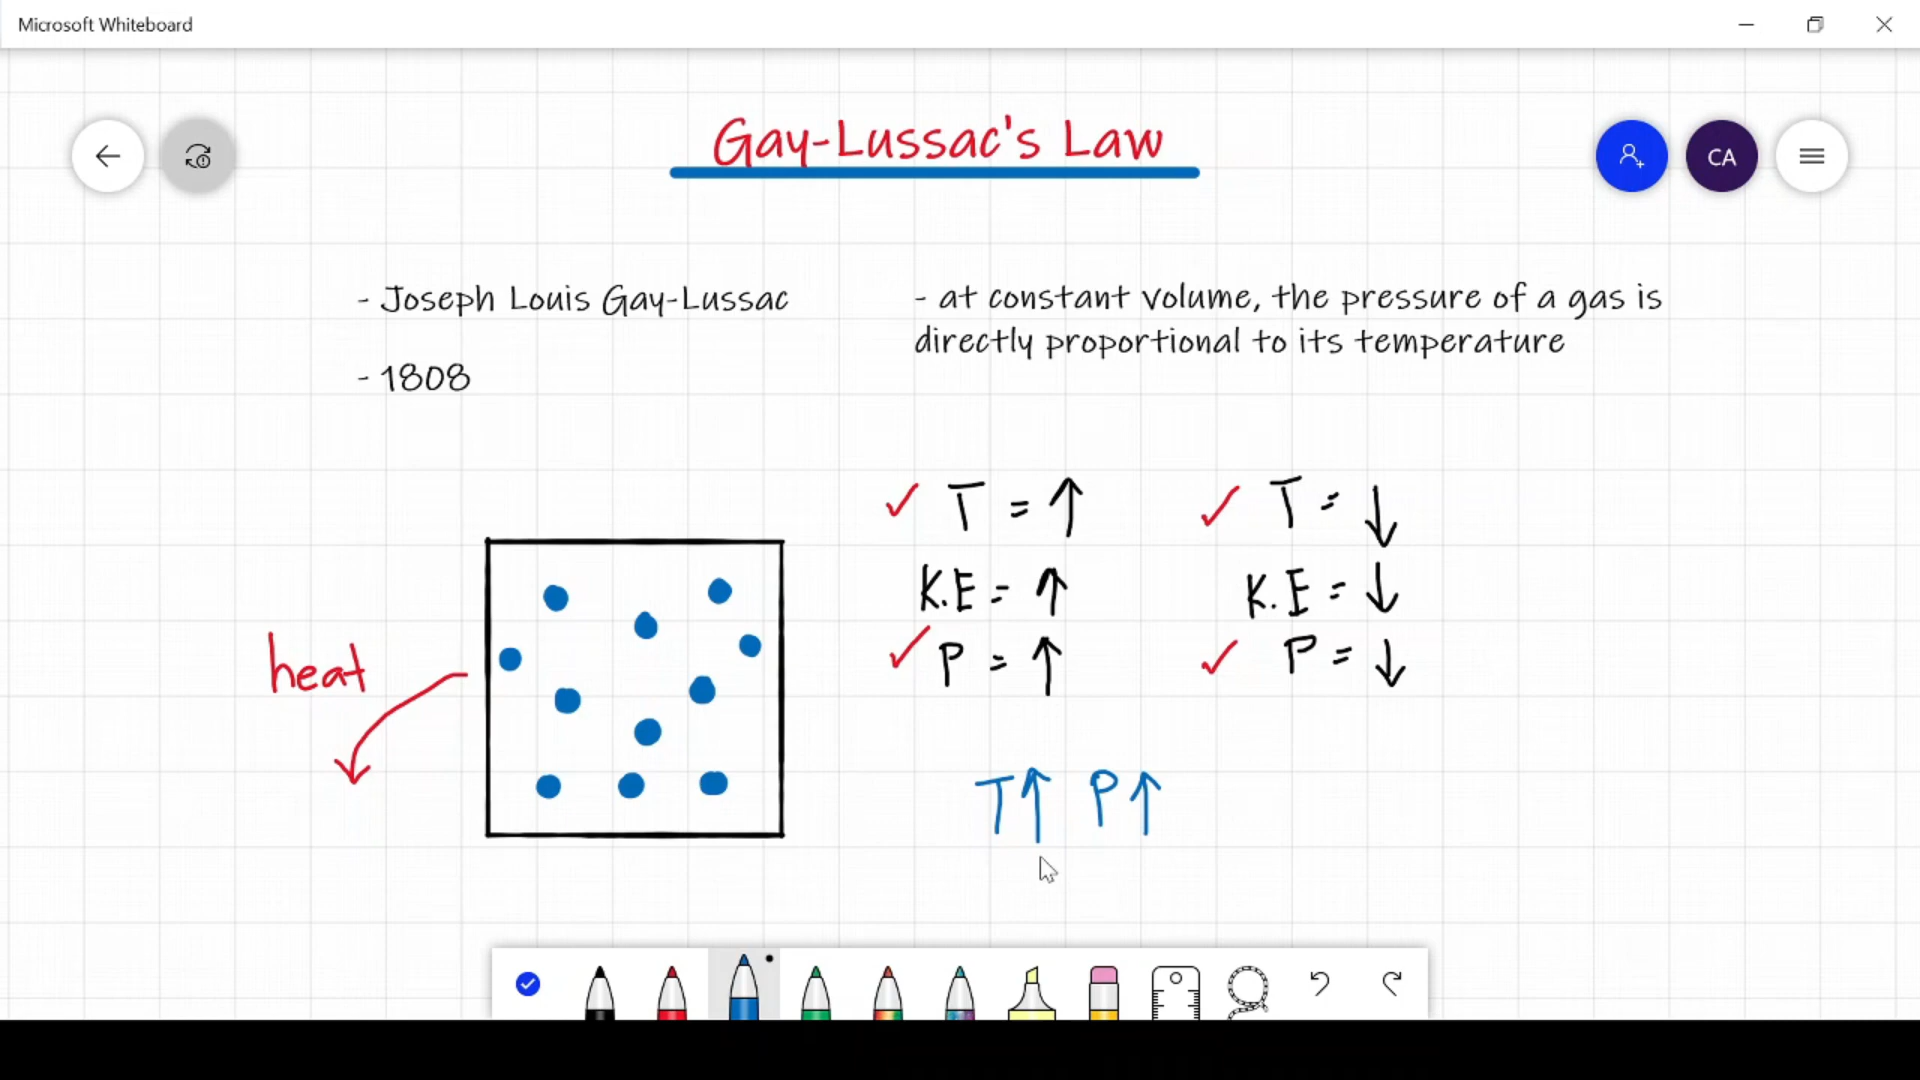 Microsoft Whiteboard
Gay-Lussac's Law
CA
- Joseph Louis Gay-Lussac
- 1808
- at constant volume, the pressure of a gas is
directly proportional to its temperature
✓ T = ↑
K.E = ↑
✓ P = ↑
✓ T = ↓
K.E = ↓
✓ P = ↓
heat
T↑ P↑